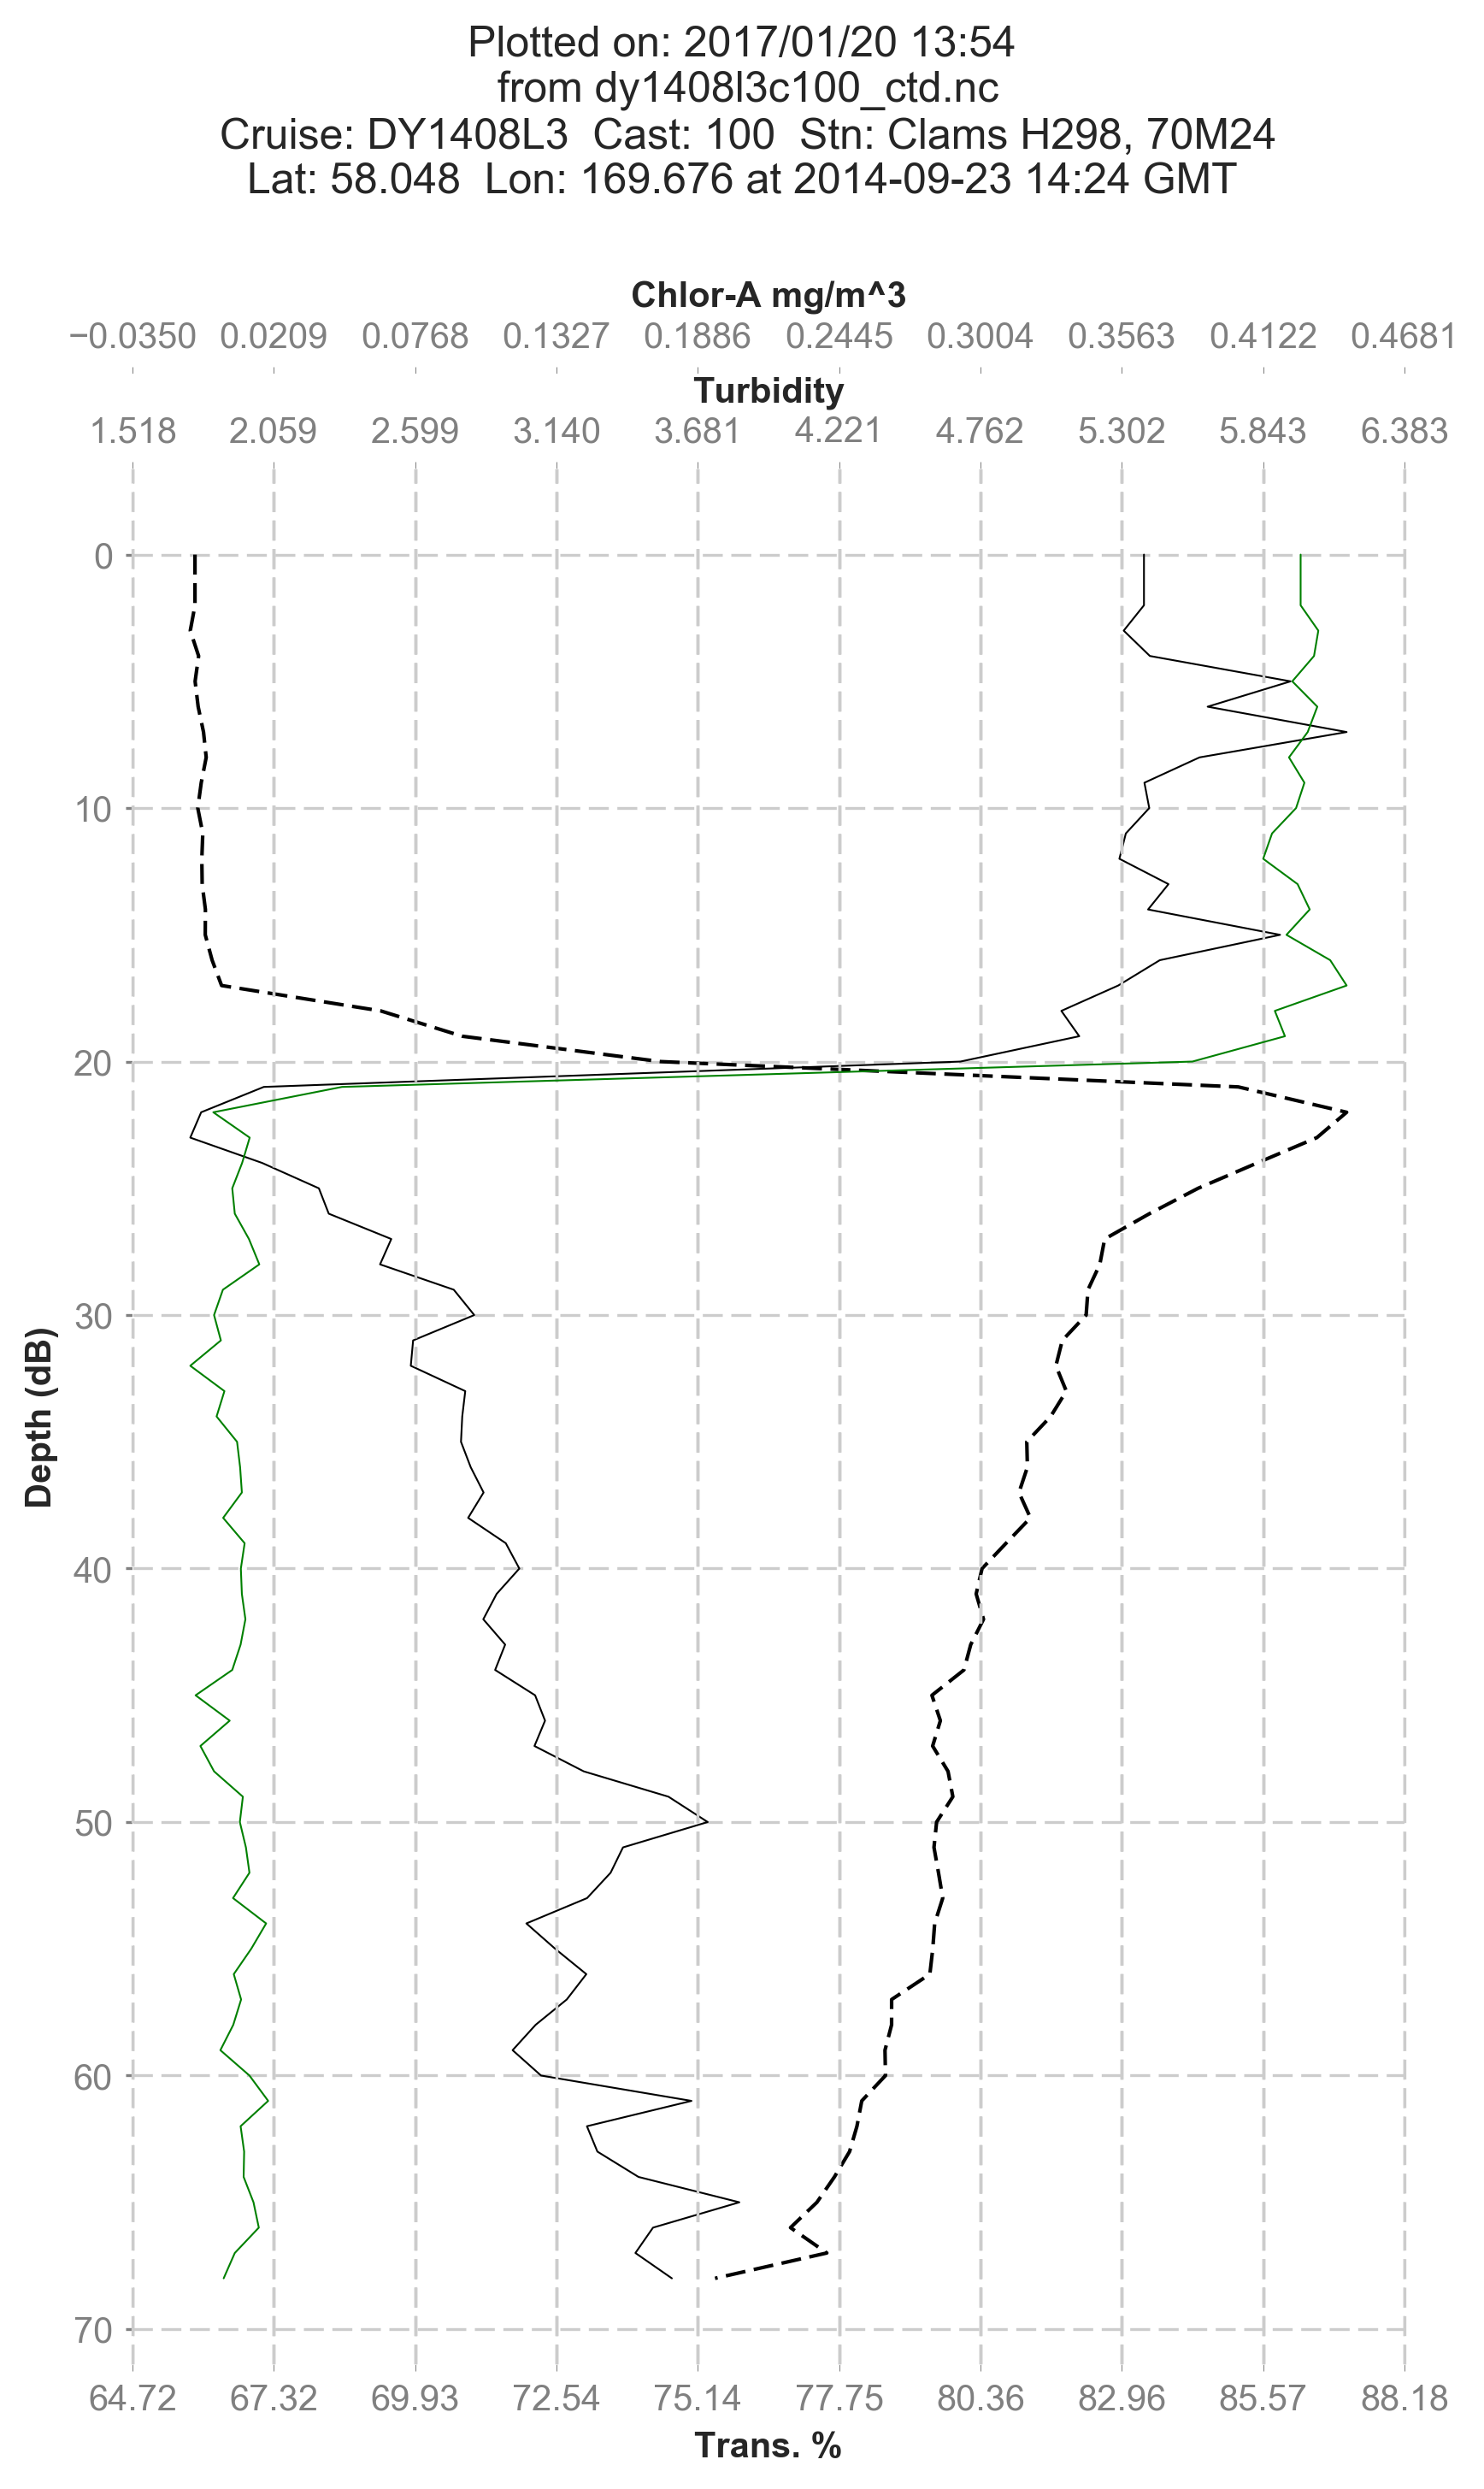 Plotted on: 2017/01/20 13:54
from dy1408l3c100_ctd.nc
Cruise: DY1408L3  Cast: 100  Stn: Clams H298, 70M24
Lat: 58.048  Lon: 169.676 at 2014-09-23 14:24 GMT
Chlor-A mg/m^3
−0.0350 0.0209 0.0768 0.1327 0.1886 0.2445 0.3004 0.3563 0.4122 0.4681
Turbidity
1.518 2.059 2.599 3.140 3.681 4.221 4.762 5.302 5.843 6.383
0
10
20
30
Depth (dB)
40
50
60
70
64.72 67.32 69.93 72.54 75.14 77.75 80.36 82.96 85.57 88.18
Trans. %